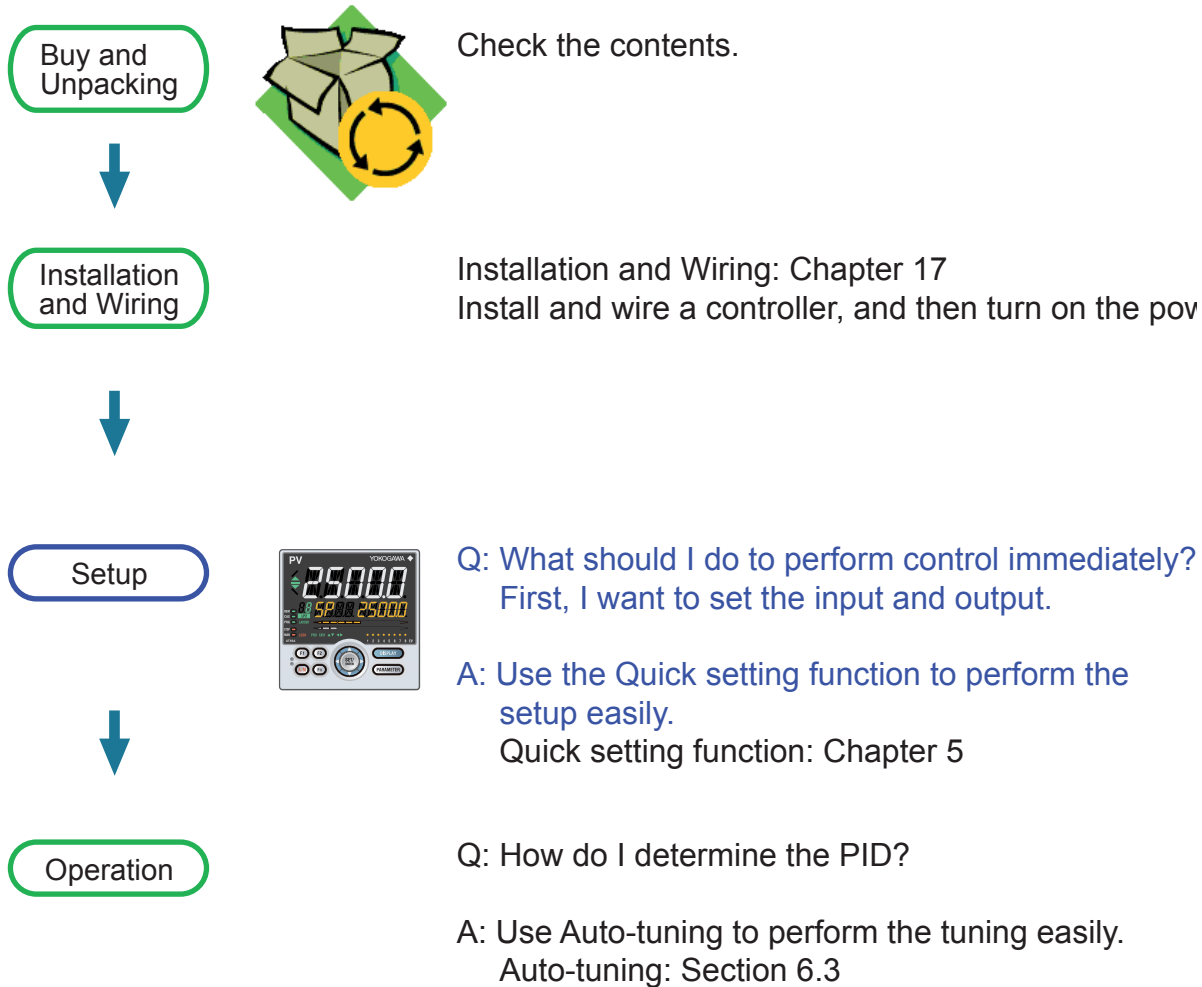 Buy and
Unpacking
Check the contents.
Installation
and Wiring
Installation and Wiring: Chapter 17
Install and wire a controller, and then turn on the pow
Setup
PV
YOKOGAWA
2500.0
SP
2500.0
DISPLAY
SET/
PARAMETER
Q: What should I do to perform control immediately?
First, I want to set the input and output.
A: Use the Quick setting function to perform the
setup easily.
Quick setting function: Chapter 5
Operation
Q: How do I determine the PID?
A: Use Auto-tuning to perform the tuning easily.
Auto-tuning: Section 6.3